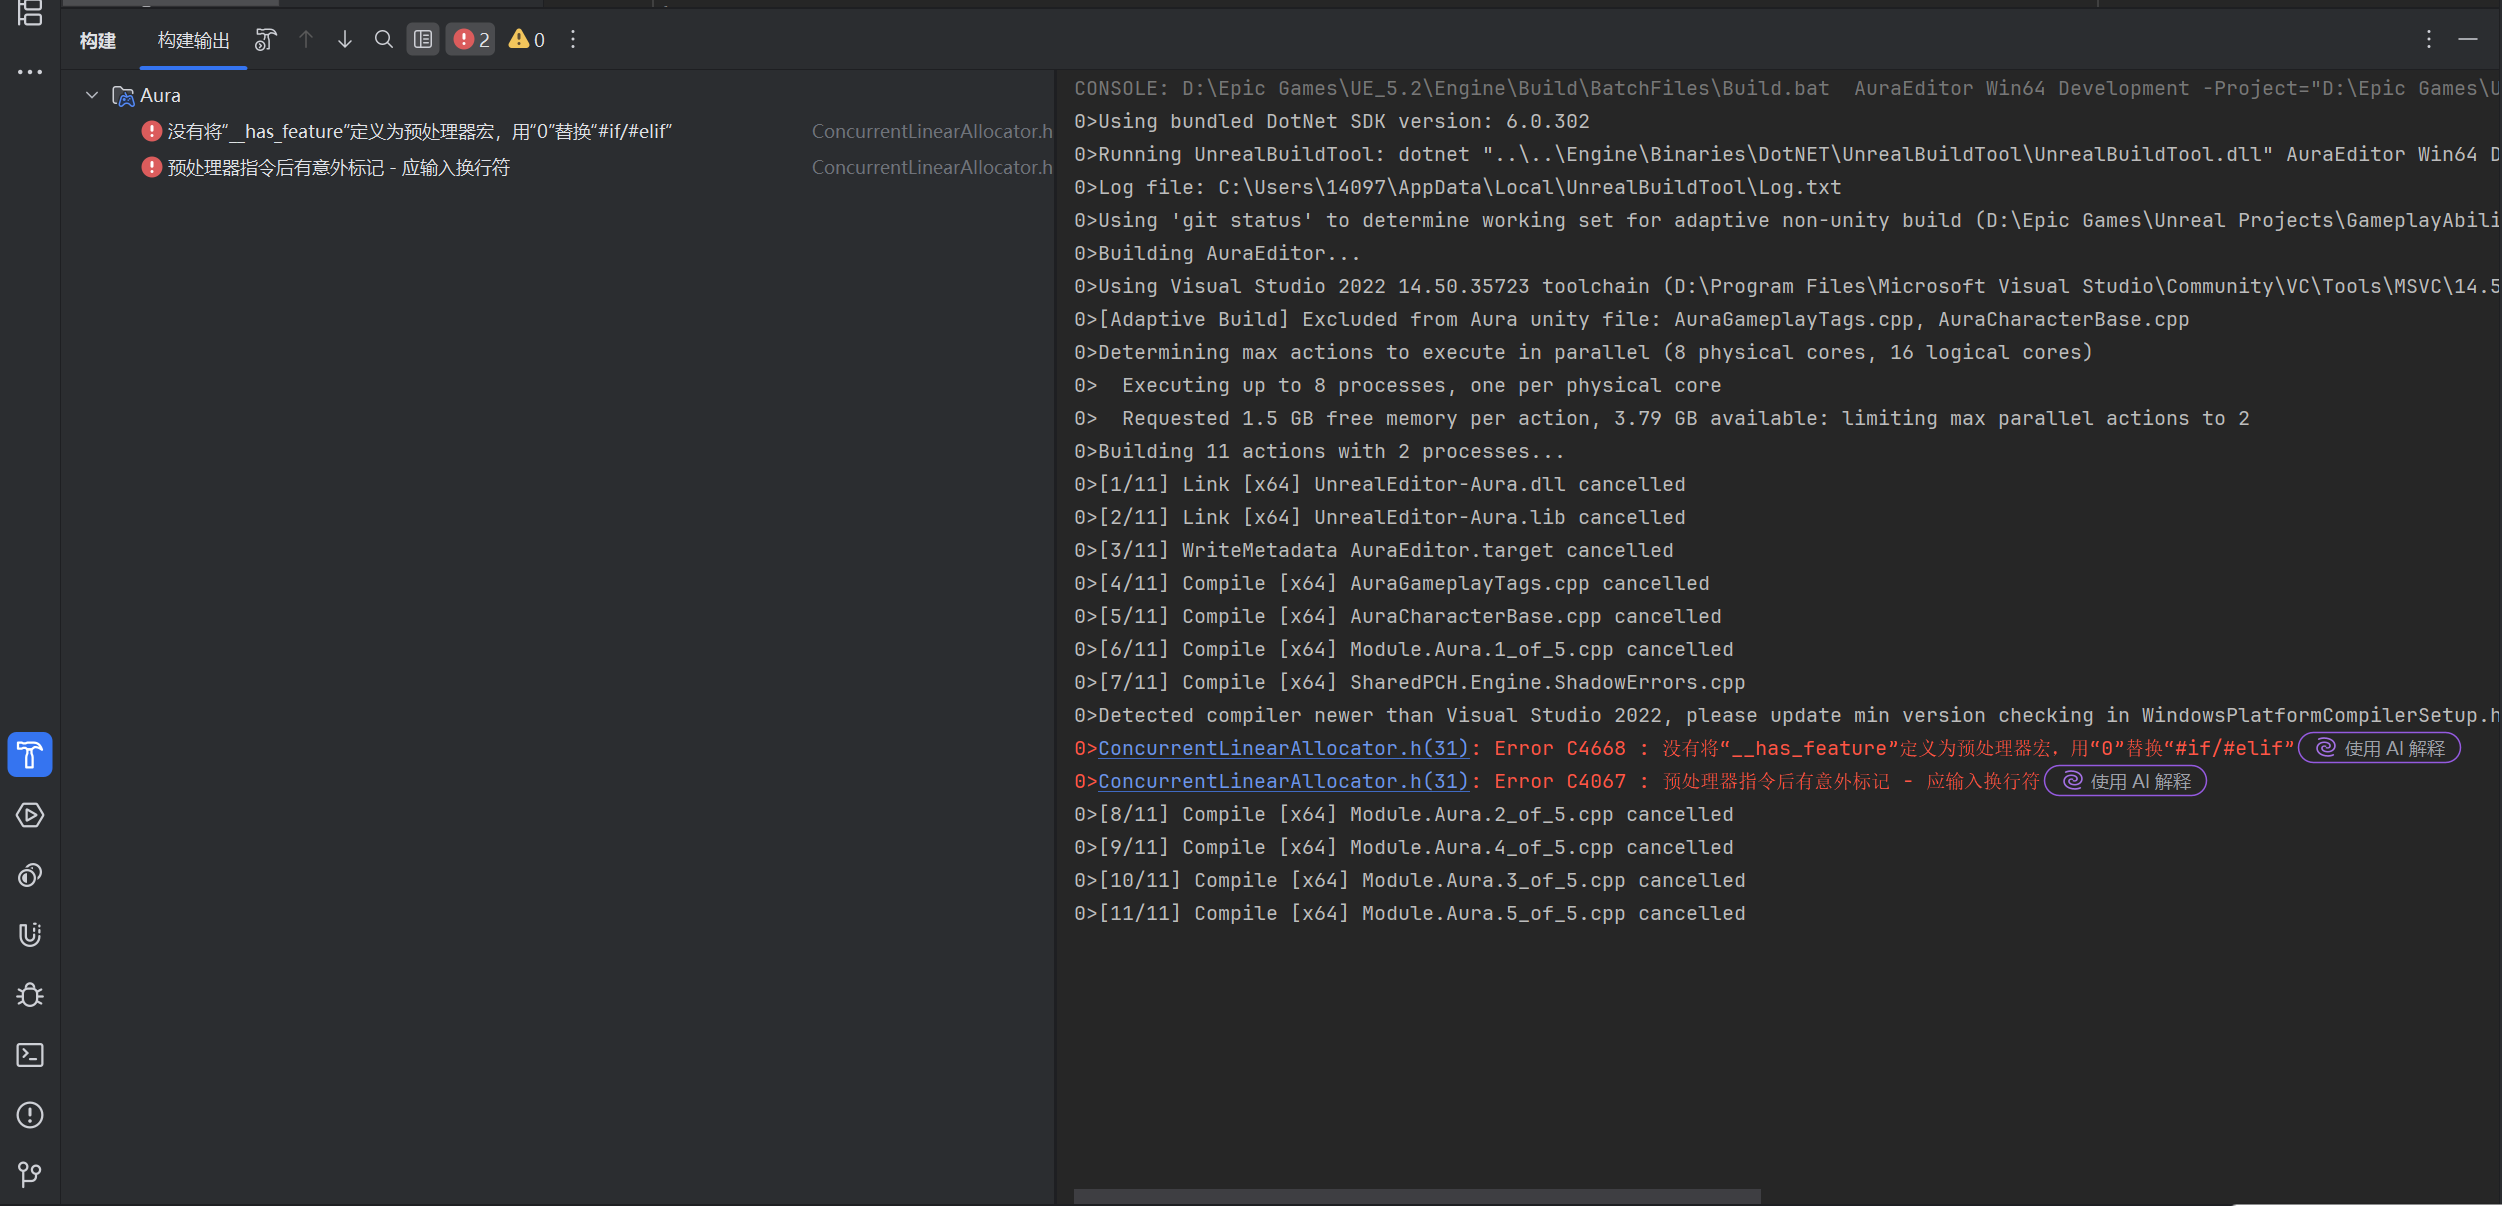 构建 构建输出 2 0
Aura
没有将“__has_feature”定义为预处理器宏，用“0”替换“#if/#elif” ConcurrentLinearAllocator.h
预处理器指令后有意外标记 - 应输入换行符 ConcurrentLinearAllocator.h
CONSOLE: D:\Epic Games\UE_5.2\Engine\Build\BatchFiles\Build.bat  AuraEditor Win64 Development -Project="D:\Epic Games\U
0>Using bundled DotNet SDK version: 6.0.302
0>Running UnrealBuildTool: dotnet "..\..\Engine\Binaries\DotNET\UnrealBuildTool\UnrealBuildTool.dll" AuraEditor Win64 D
0>Log file: C:\Users\14097\AppData\Local\UnrealBuildTool\Log.txt
0>Using 'git status' to determine working set for adaptive non-unity build (D:\Epic Games\Unreal Projects\GameplayAbili
0>Building AuraEditor...
0>Using Visual Studio 2022 14.50.35723 toolchain (D:\Program Files\Microsoft Visual Studio\Community\VC\Tools\MSVC\14.5
0>[Adaptive Build] Excluded from Aura unity file: AuraGameplayTags.cpp, AuraCharacterBase.cpp
0>Determining max actions to execute in parallel (8 physical cores, 16 logical cores)
0>  Executing up to 8 processes, one per physical core
0>  Requested 1.5 GB free memory per action, 3.79 GB available: limiting max parallel actions to 2
0>Building 11 actions with 2 processes...
0>[1/11] Link [x64] UnrealEditor-Aura.dll cancelled
0>[2/11] Link [x64] UnrealEditor-Aura.lib cancelled
0>[3/11] WriteMetadata AuraEditor.target cancelled
0>[4/11] Compile [x64] AuraGameplayTags.cpp cancelled
0>[5/11] Compile [x64] AuraCharacterBase.cpp cancelled
0>[6/11] Compile [x64] Module.Aura.1_of_5.cpp cancelled
0>[7/11] Compile [x64] SharedPCH.Engine.ShadowErrors.cpp
0>Detected compiler newer than Visual Studio 2022, please update min version checking in WindowsPlatformCompilerSetup.h
0>ConcurrentLinearAllocator.h(31): Error C4668 : 没有将“__has_feature”定义为预处理器宏，用“0”替换“#if/#elif” 使用 AI 解释
0>ConcurrentLinearAllocator.h(31): Error C4067 : 预处理器指令后有意外标记 - 应输入换行符 使用 AI 解释
0>[8/11] Compile [x64] Module.Aura.2_of_5.cpp cancelled
0>[9/11] Compile [x64] Module.Aura.4_of_5.cpp cancelled
0>[10/11] Compile [x64] Module.Aura.3_of_5.cpp cancelled
0>[11/11] Compile [x64] Module.Aura.5_of_5.cpp cancelled